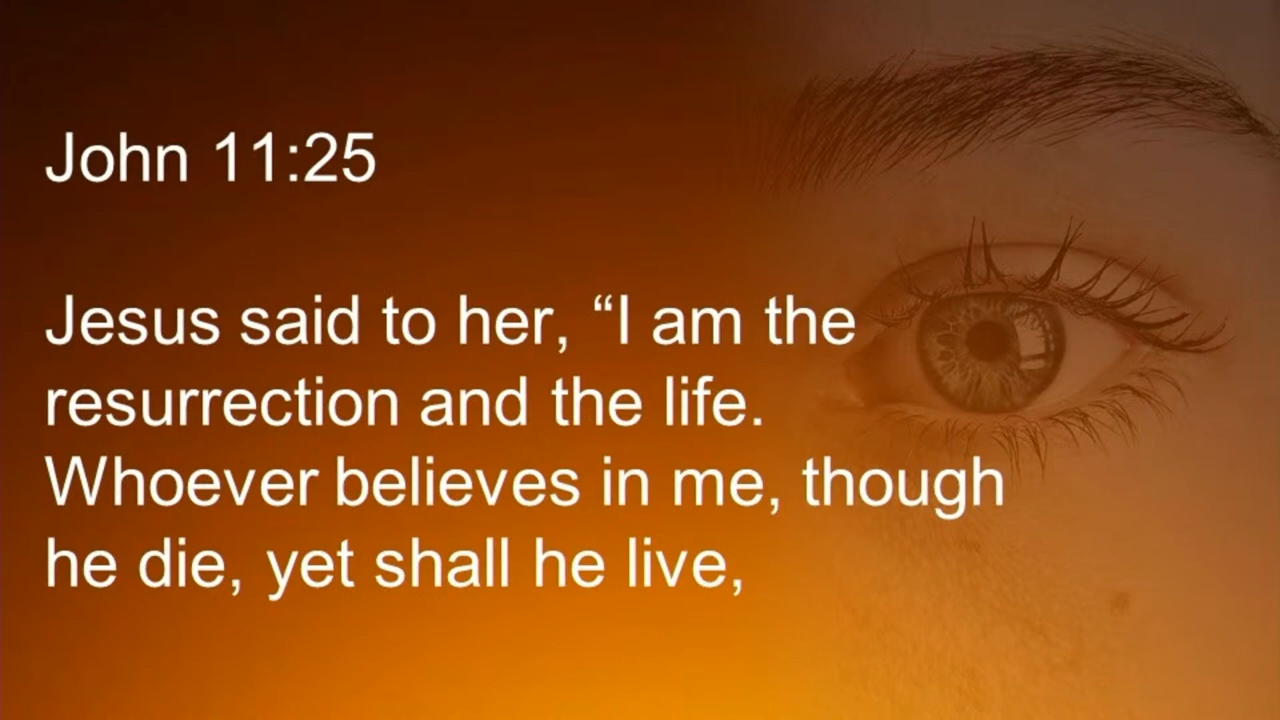 John 11:25
Jesus said to her, “I am the
resurrection and the life.
Whoever believes in me, though
he die, yet shall he live,